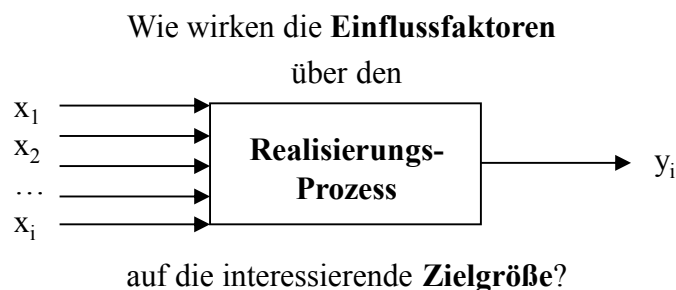 Wie wirken die Einflussfaktoren
über den
x₁
x₂
…
xᵢ
Realisierungs-
Prozess
yᵢ
auf die interessierende Zielgröße?